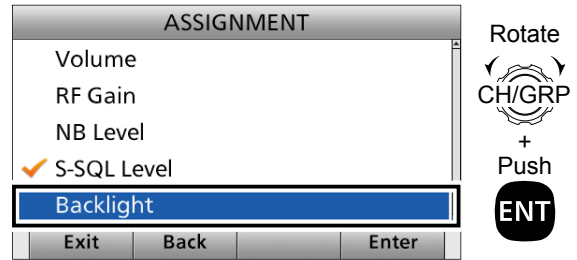 ASSIGNMENT
Volume
RF Gain
NB Level
S-SQL Level
Backlight
Exit Back Enter
Rotate
CH/GRP
+
Push
ENT